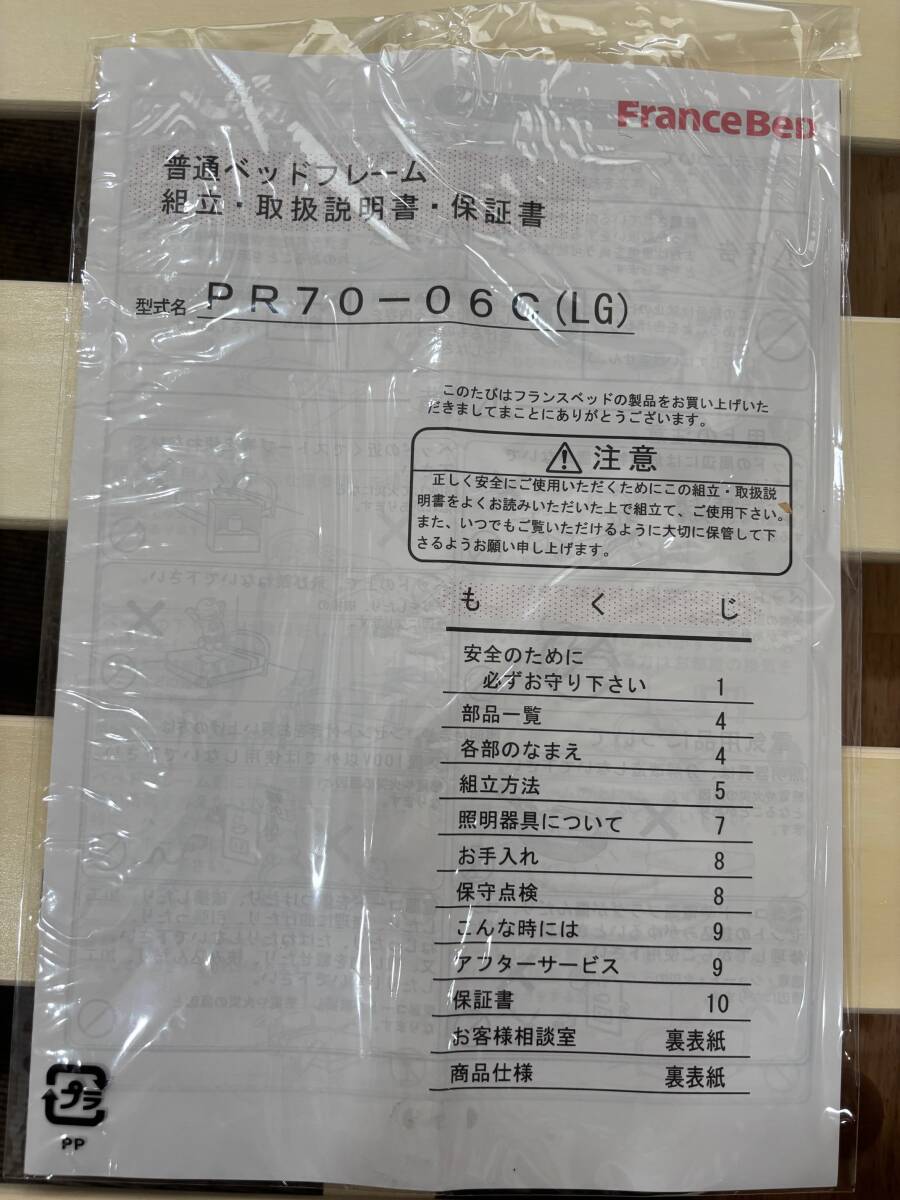 FranceBeD
普通ベッドフレーム
組立・取扱説明書・保証書
型式名 PR70-06C(LG)
このたびはフランスベッドの製品をお買い上げいた
だきましてまことにありがとうございます。
注意
正しく安全にご使用いただくためにこの組立・取扱説
明書をよくお読みいただいた上で組立て、ご使用下さい。
また、いつでもご覧いただけるように大切に保管して下
さるようお願い申し上げます。
もくじ
安全のために
必ずお守り下さい 1
部品一覧 4
各部のなまえ 4
組立方法 5
照明器具について 7
お手入れ 8
保守点検 8
こんな時には 9
アフターサービス 9
保証書 10
お客様相談室 裏表紙
商品仕様 裏表紙
プラ
PP